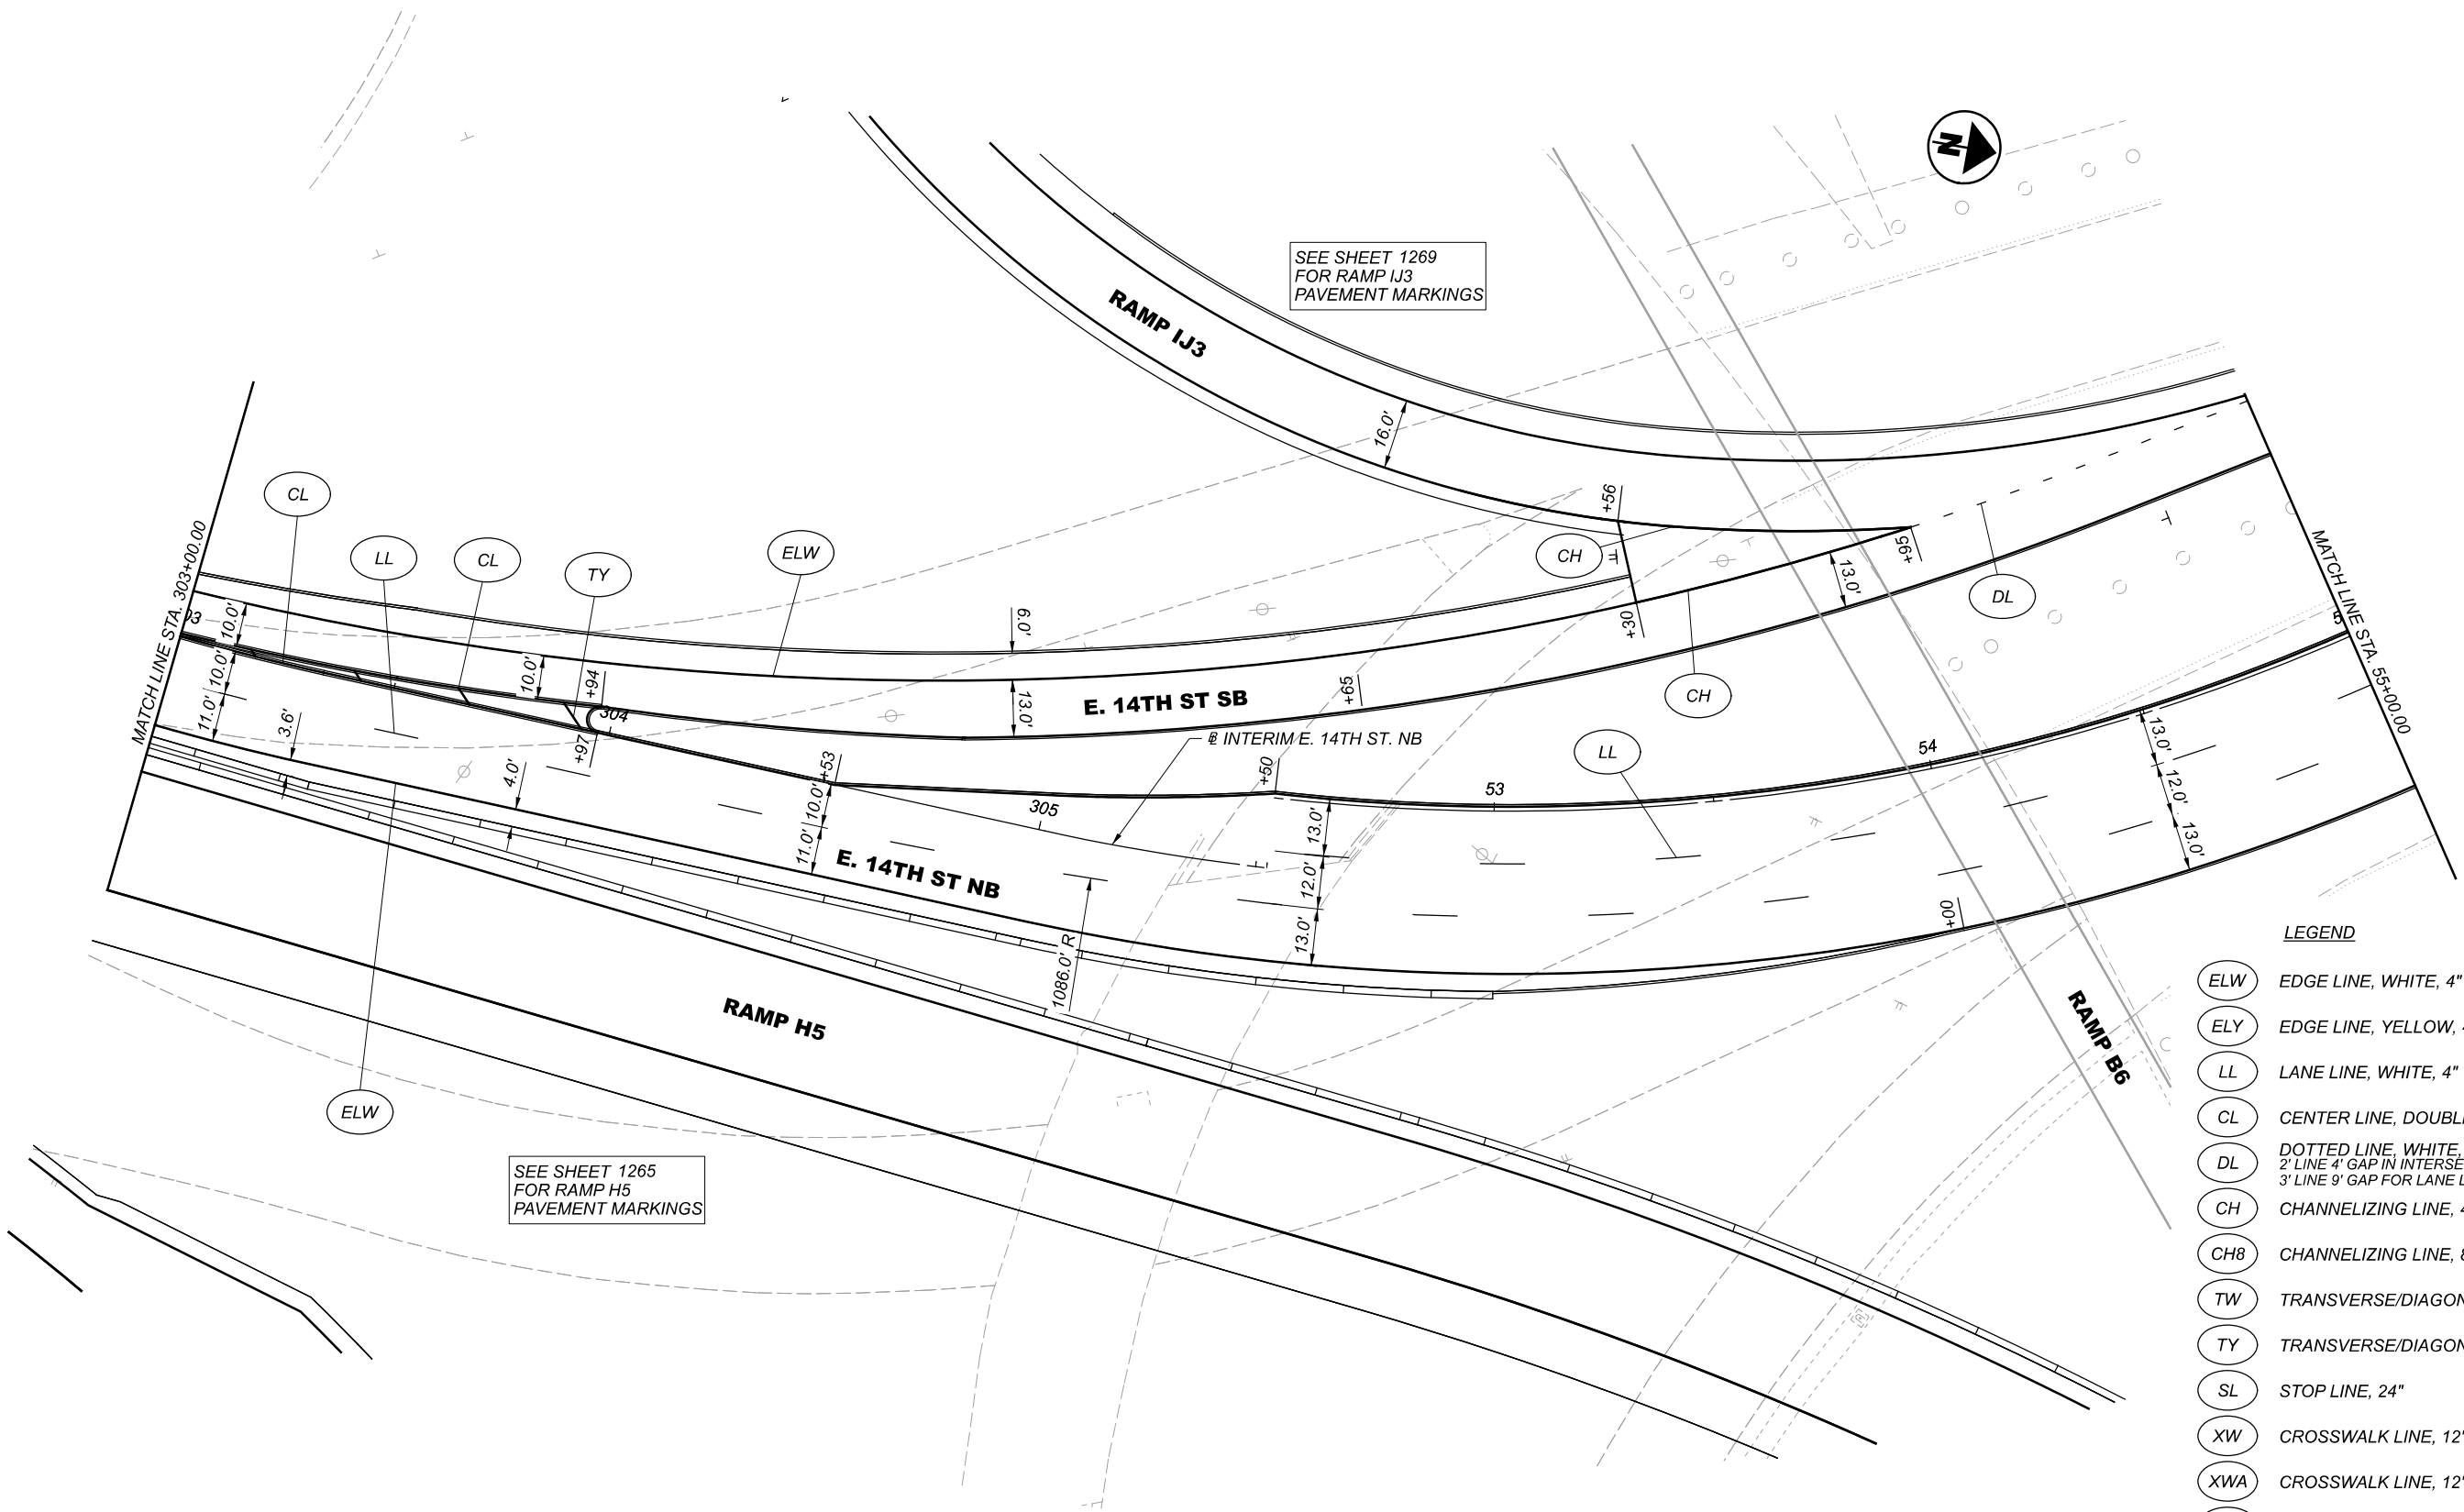 N
SEE SHEET 1269
FOR RAMP IJ3
PAVEMENT MARKINGS
RAMP IJ3
16.0'
MATCH LINE STA. 303+00.00
CL
LL
CL
TY
ELW
+56
CH
+30
+95
13.0'
DL
MATCH LINE STA. 55+00.00
10.0'
10.0'
11.0'
3.6'
10.0'
+94
304
+97
9.0'
13.0'
E. 14TH ST SB
+65
CH
INTERIM E. 14TH ST. NB
LL
4.0'
+53
10.0'
11.0'
305
+50
53
54
13.0'
12.0'
13.0'
13.0'
12.0'
13.0'
E. 14TH ST NB
1086.0' R
+00
RAMP H5
RAMP B6
ELW
SEE SHEET 1265
FOR RAMP H5
PAVEMENT MARKINGS
LEGEND
ELW EDGE LINE, WHITE, 4"
ELY EDGE LINE, YELLOW,
LL LANE LINE, WHITE, 4"
CL CENTER LINE,
DL DOTTED LINE, WHITE,
2' LINE 4' GAP IN
3' LINE 9' GAP FOR LANE
CH CHANNELIZING LINE,
CH8 CHANNELIZING LINE,
TW
TY
SL STOP LINE, 24"
XW CROSSWALK LINE, 12"
XWA CROSSWALK LINE, 12"